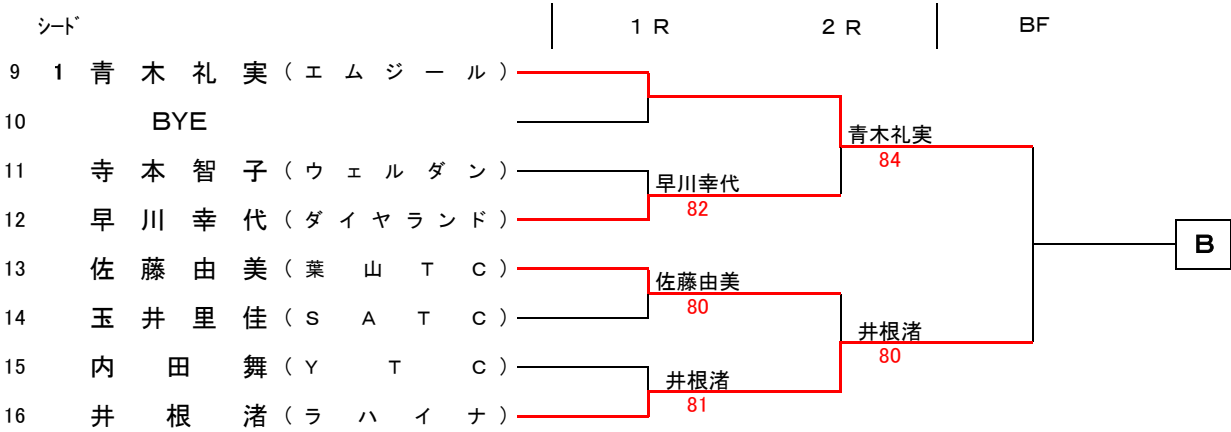 シード 1R 2R BF
9 1 青木礼実(エムジール)
10 BYE
青木礼実
84
11 寺本智子(ウェルダン)
早川幸代
82
12 早川幸代(ダイヤランド)
B
13 佐藤由美(葉山TC)
佐藤由美
80
14 玉井里佳(SATC)
井根渚
80
15 内田舞(YTC)
井根渚
81
16 井根渚(ラハイナ)